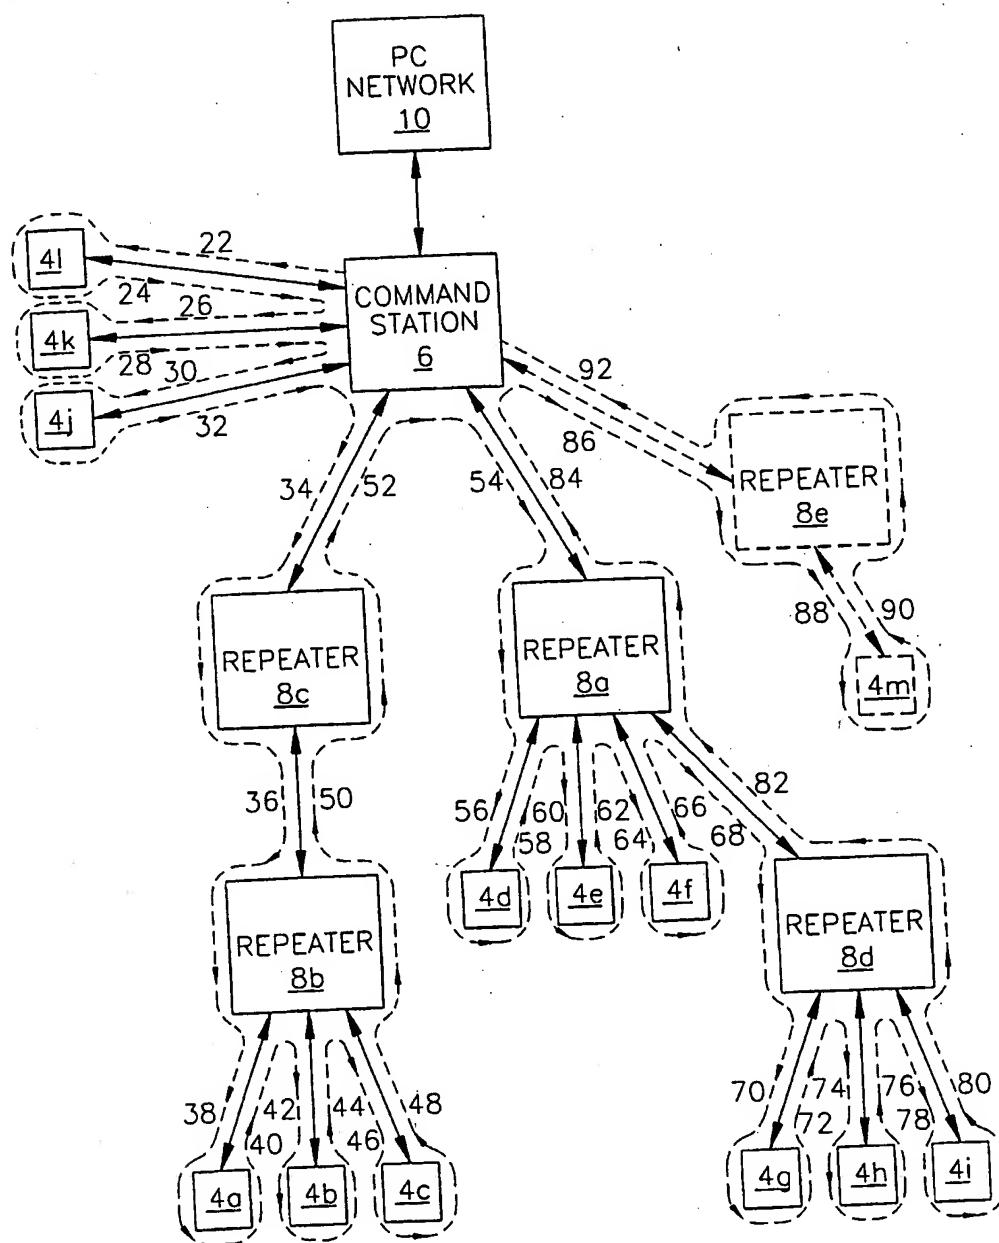 PC
NETWORK
10
4l
22
24
26
COMMAND
STATION
6
4k
28
30
4j
32
92
86
34
52
54
84
REPEATER
8e
88
90
4m
REPEATER
8c
REPEATER
8a
36
50
56
58
60
62
64
66
68
82
4d
4e
4f
REPEATER
8b
REPEATER
8d
38
40
42
44
46
48
70
72
74
76
78
80
4a
4b
4c
4g
4h
4i